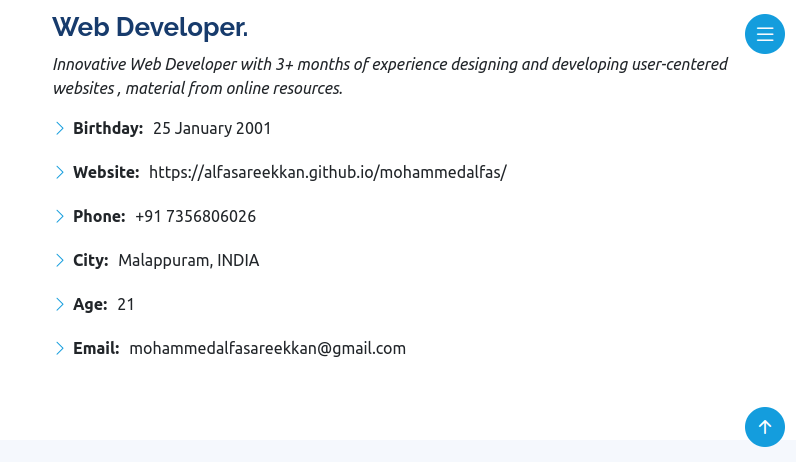 Web Developer.
Innovative Web Developer with 3+ months of experience designing and developing user-centered
websites , material from online resources.
Birthday: 25 January 2001
Website: https://alfasareekkan.github.io/mohammedalfas/
Phone: +91 7356806026
City: Malappuram, INDIA
Age: 21
Email: mohammedalfasareekkan@gmail.com